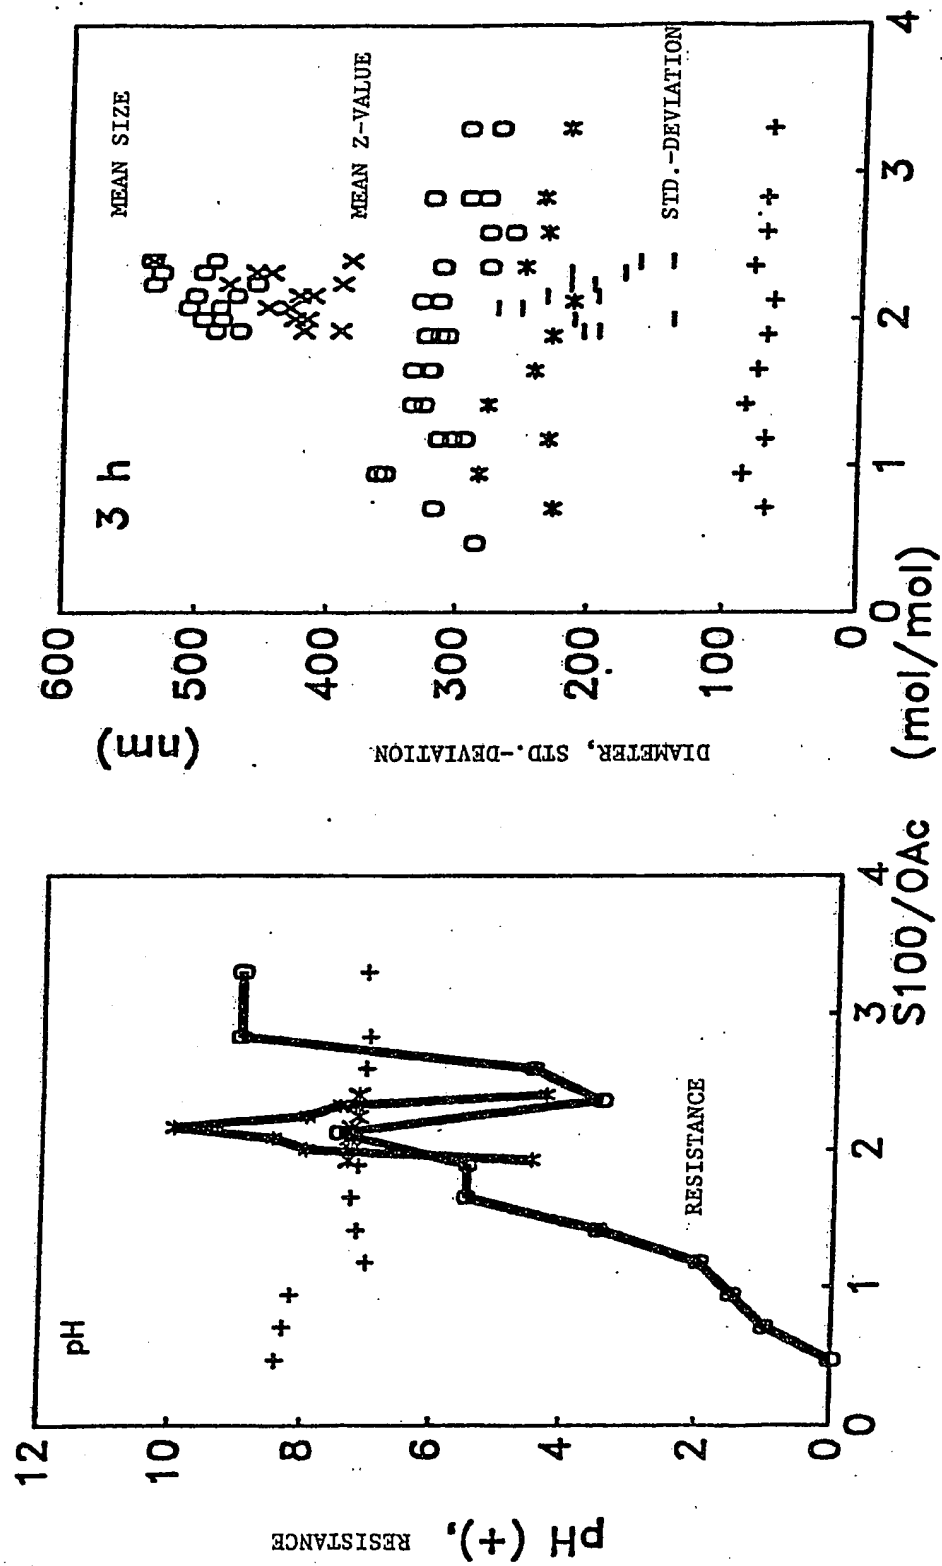 12
10
8
6
4
2
0
pH (+), RESISTANCE
pH
RESISTANCE
0
1
2
3
4
S100/OAc (mol/mol)
600
500
400
300
200
100
0
(nm)
DIAMETER, STD.-DEVIATION
3 h
MEAN SIZE
MEAN Z-VALUE
STD.-DEVIATION
0
1
2
3
4